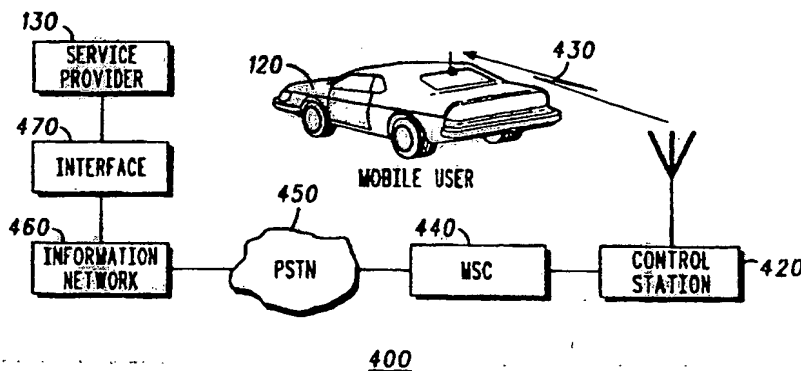 130
SERVICE
PROVIDER
120
430
470
INTERFACE
MOBILE USER
450
460
440
INFORMATION
NETWORK
PSTN
MSC
CONTROL
STATION
420
400